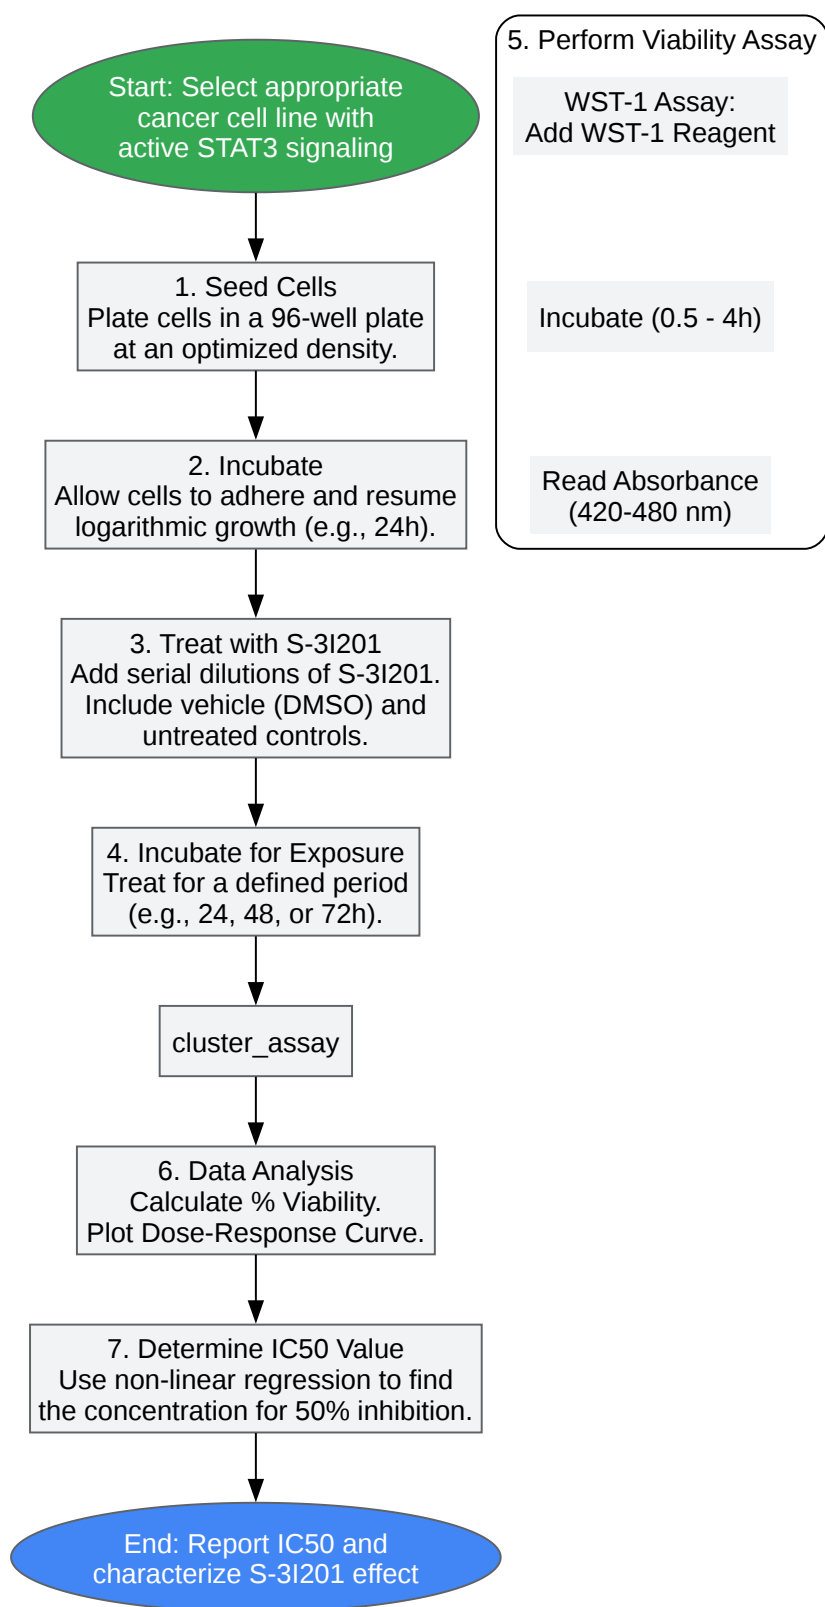 Start: Select appropriate
cancer cell line with
active STAT3 signaling
1. Seed Cells
Plate cells in a 96-well plate
at an optimized density.
2. Incubate
Allow cells to adhere and resume
logarithmic growth (e.g., 24h).
3. Treat with S-3I201
Add serial dilutions of S-3I201.
Include vehicle (DMSO) and
untreated controls.
4. Incubate for Exposure
Treat for a defined period
(e.g., 24, 48, or 72h).
cluster_assay
6. Data Analysis
Calculate % Viability.
Plot Dose-Response Curve.
7. Determine IC50 Value
Use non-linear regression to find
the concentration for 50% inhibition.
End: Report IC50 and
characterize S-3I201 effect
5. Perform Viability Assay
WST-1 Assay:
Add WST-1 Reagent
Incubate (0.5 - 4h)
Read Absorbance
(420-480 nm)